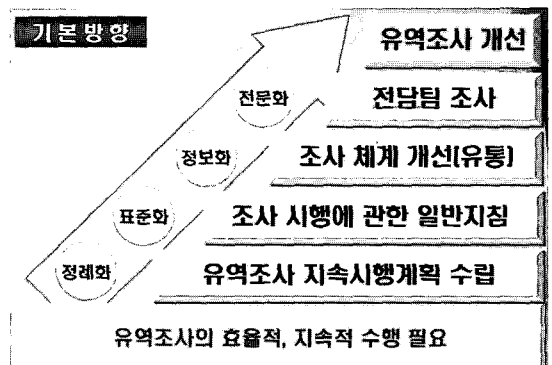 기본방향
유역조사 개선
전문화
전담팀 조사
정보화
조사 체계 개선(유통)
표준화
조사 시행에 관한 일반지침
정례화
유역조사 지속시행계획 수립
유역조사의 효율적, 지속적 수행 필요